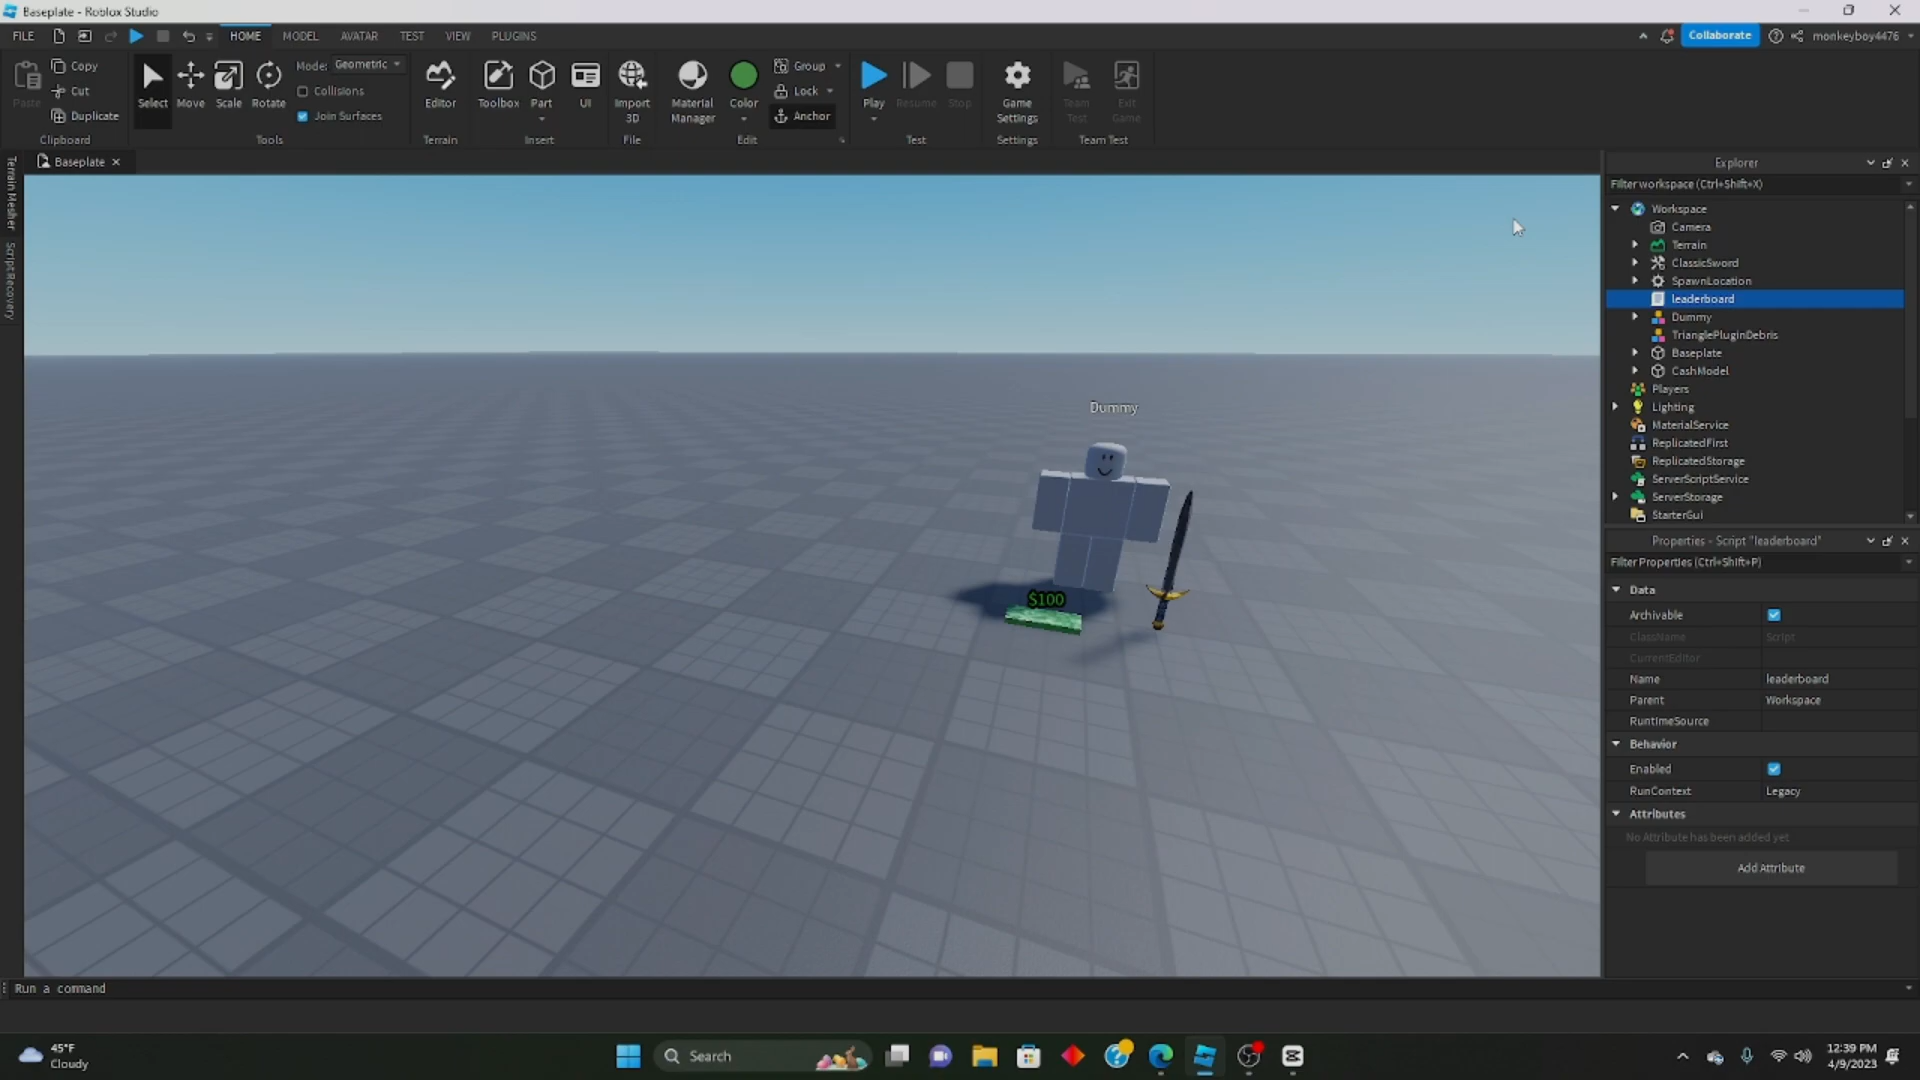 Baseplate - Roblox Studio
FILE
HOME
MODEL
AVATAR
TEST
VIEW
PLUGINS
Collaborate
monkeyboy4476
Paste
Copy
Cut
Duplicate
Clipboard
Select
Move
Scale
Rotate
Mode:
Geometric
Collisions
Join Surfaces
Tools
Editor
Terrain
Toolbox
Part
UI
Insert
Import
3D
File
Material
Manager
Color
Group
Lock
Anchor
Edit
Play
Resume
Stop
Test
Game
Settings
Settings
Team
Test
Exit
Game
Team Test
Terrain Mesher
Script Recovery
Baseplate
Dummy
$100
Explorer
Filter workspace (Ctrl+Shift+X)
Workspace
Camera
Terrain
ClassicSword
SpawnLocation
leaderboard
Dummy
TrianglePluginDebris
Baseplate
CashModel
Players
Lighting
MaterialService
ReplicatedFirst
ReplicatedStorage
ServerScriptService
ServerStorage
StarterGui
Properties - Script "leaderboard"
Filter Properties (Ctrl+Shift+P)
Data
Archivable
ClassName Script
CurrentEditor
Name leaderboard
Parent Workspace
RuntimeSource
Behavior
Enabled
RunContext Legacy
Attributes
No Attribute has been added yet
Add Attribute
Run a command
45°F
Cloudy
Search
12:39 PM
4/9/2023